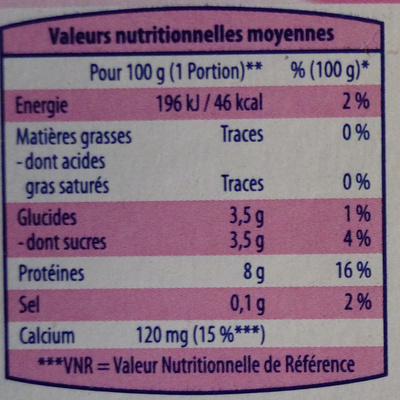 Valeurs nutritionnelles moyennes
Pour 100 g (1 Portion)** % (100 g)*
Energie 196 kJ / 46 kcal 2 %
Matières grasses Traces 0 %
- dont acides
gras saturés Traces 0 %
Glucides 3,5 g 1 %
- dont sucres 3,5 g 4 %
Protéines 8 g 16 %
Sel 0,1 g 2 %
Calcium 120 mg (15 %***)
***VNR = Valeur Nutritionnelle de Référence